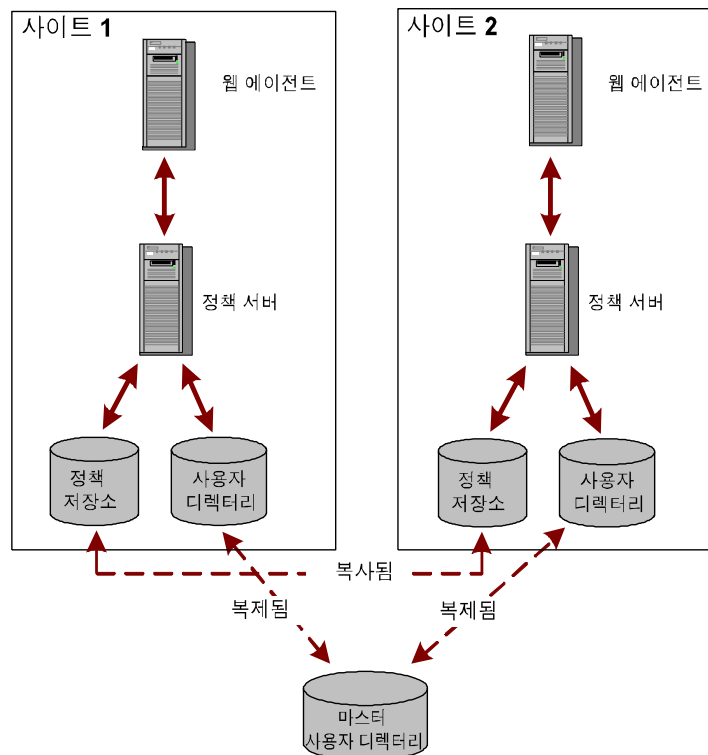 사이트 1
웹 에이전트
정책 서버
정책
저장소
사용자
디렉터리
사이트 2
웹 에이전트
정책 서버
정책
저장소
사용자
디렉터리
복사됨
복제됨
복제됨
마스터
사용자 디렉터리